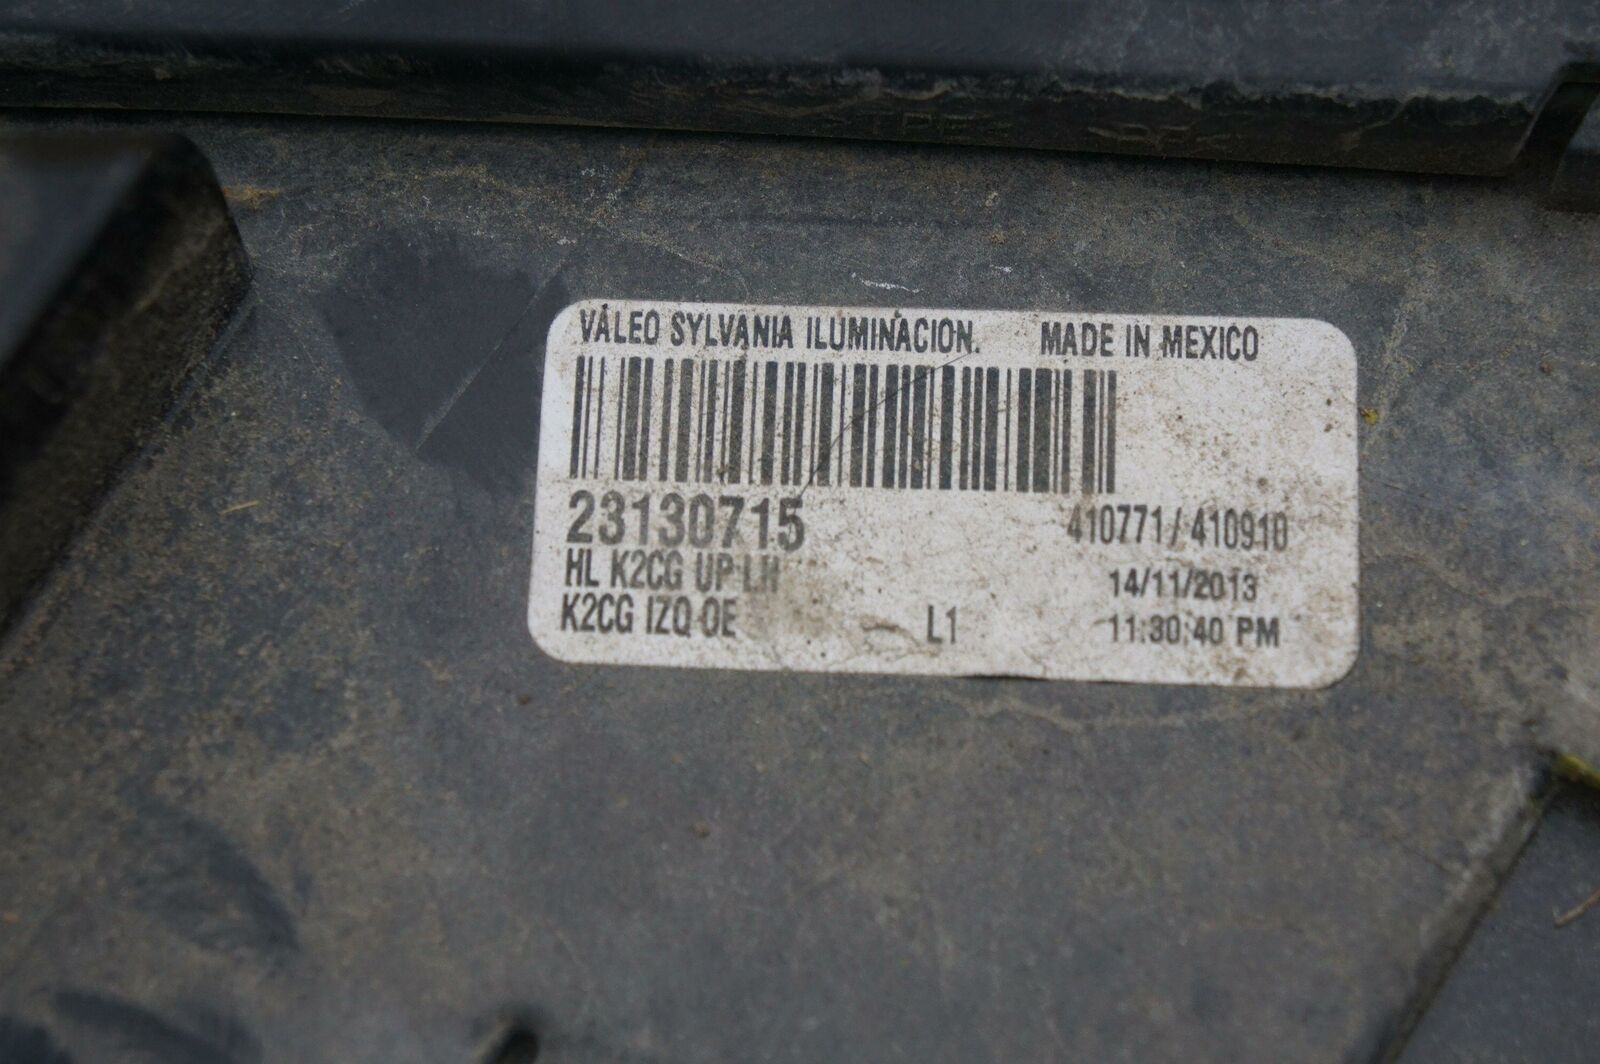 VALEO SYLVANIA ILUMINACION. MADE IN MEXICO
23130715 410771/410910
HL K2CG UP LH 14/11/2013
K2CG IZQ OE L1 11:30:40 PM